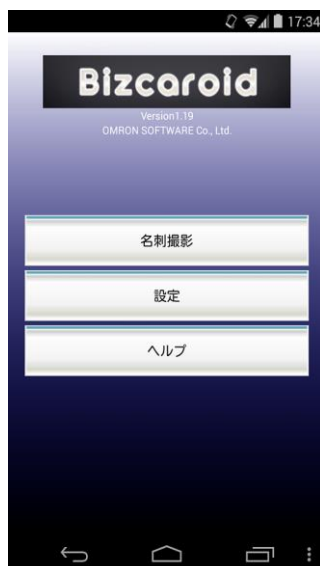 17:34
Bizcaroid
Version1.19
OMRON SOFTWARE Co., Ltd.
名刺撮影
設定
ヘルプ